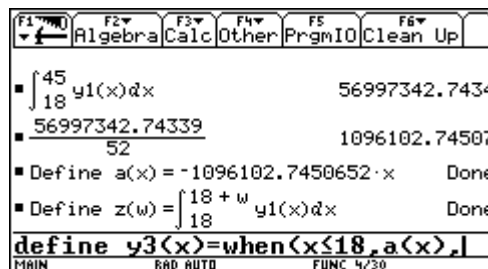 F1 F2 F3 F4 F5 F6
Algebra Calc Other PrgmIO Clean Up
∫45 18 y1(x)dx 56997342.7434
56997342.74339 / 52 1096102.74507
Define a(x)=-1096102.7450652·x Done
Define z(w)=∫18+w 18 y1(x)dx Done
define y3(x)=when(x≤18,a(x),
MAIN RAD AUTO FUNC 4/30